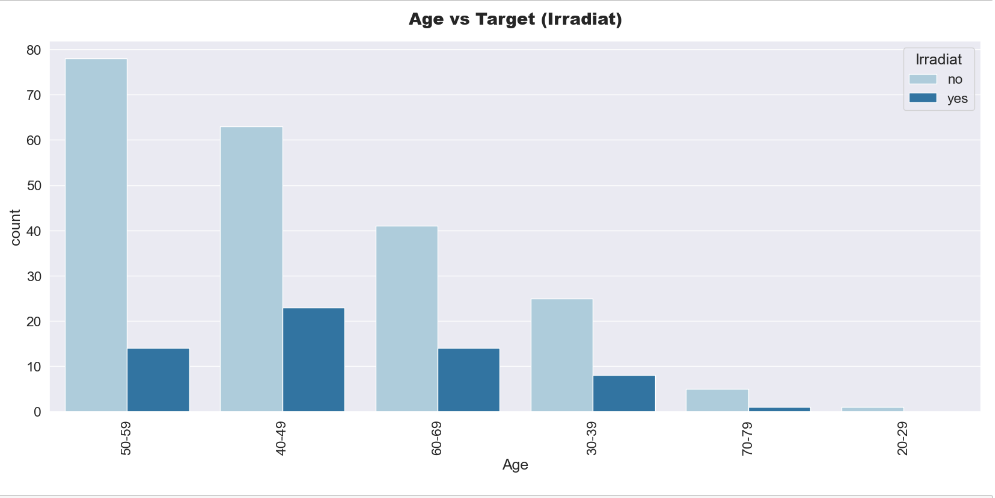 Age vs Target (Irradiat)
Irradiat
no
yes
80
70
60
50
40
30
20
10
0
count
50-59
40-49
60-69
30-39
70-79
20-29
Age